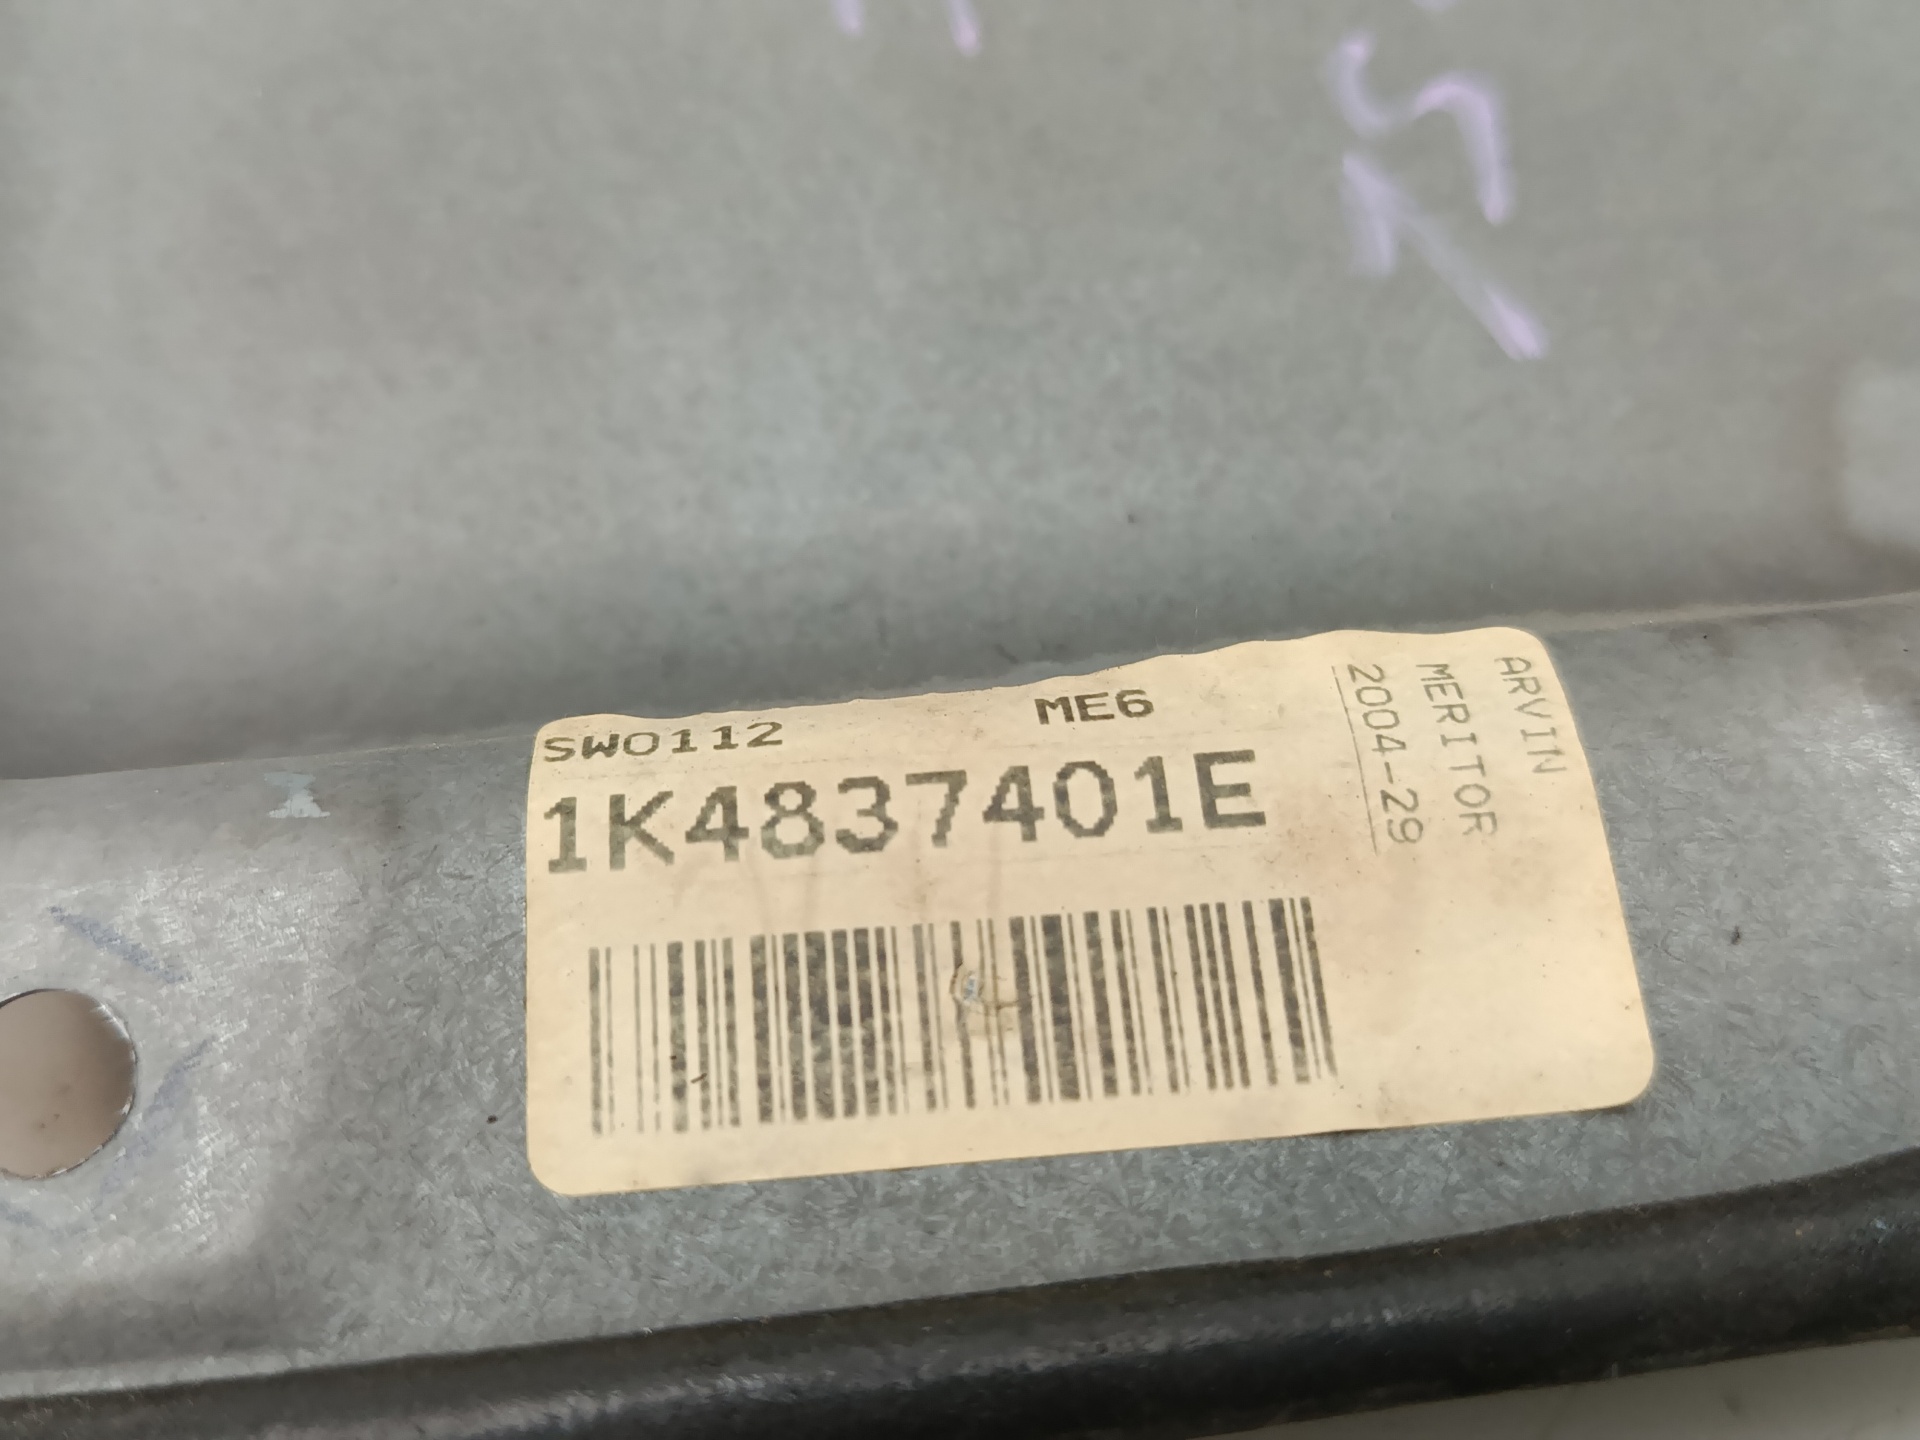 SW0112
ME6
1K4837401E
ARVIN
MERITOR
2004-29